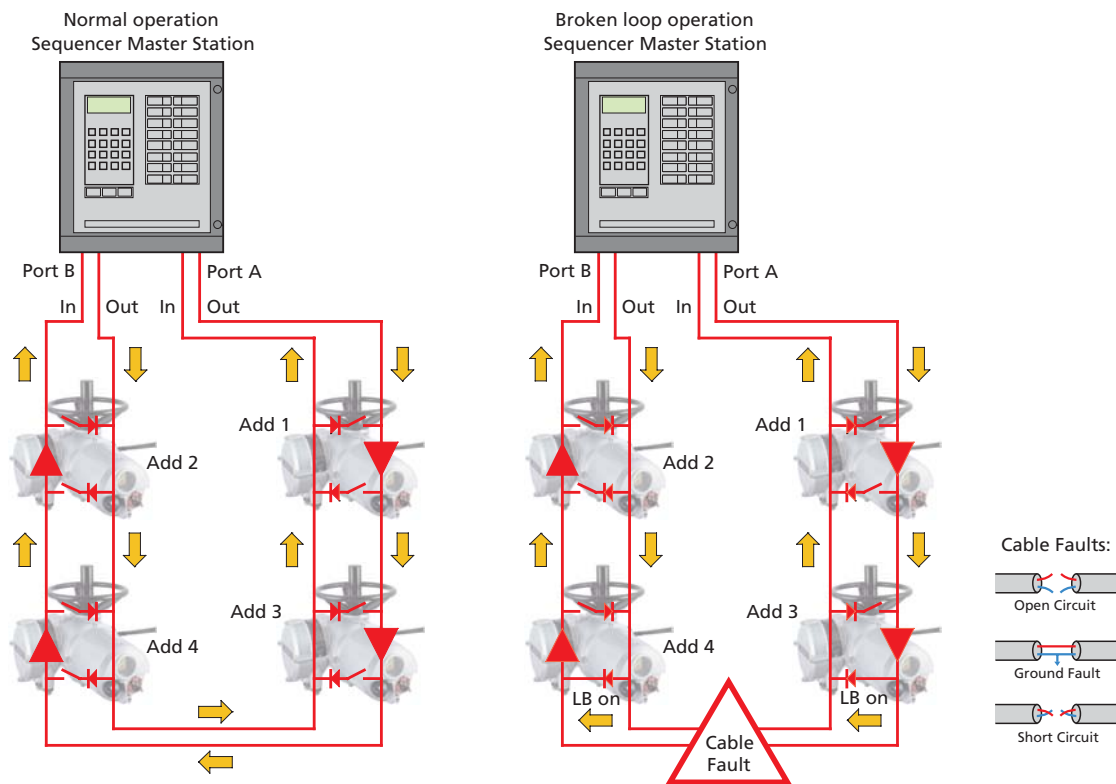 Normal operation
Sequencer Master Station
Port B
Port A
In
Out
In
Out
Add 1
Add 2
Add 3
Add 4
Broken loop operation
Sequencer Master Station
Port B
Port A
In
Out
In
Out
Add 1
Add 2
Add 3
Add 4
LB on
LB on
Cable
Fault
Cable Faults:
Open Circuit
Ground Fault
Short Circuit